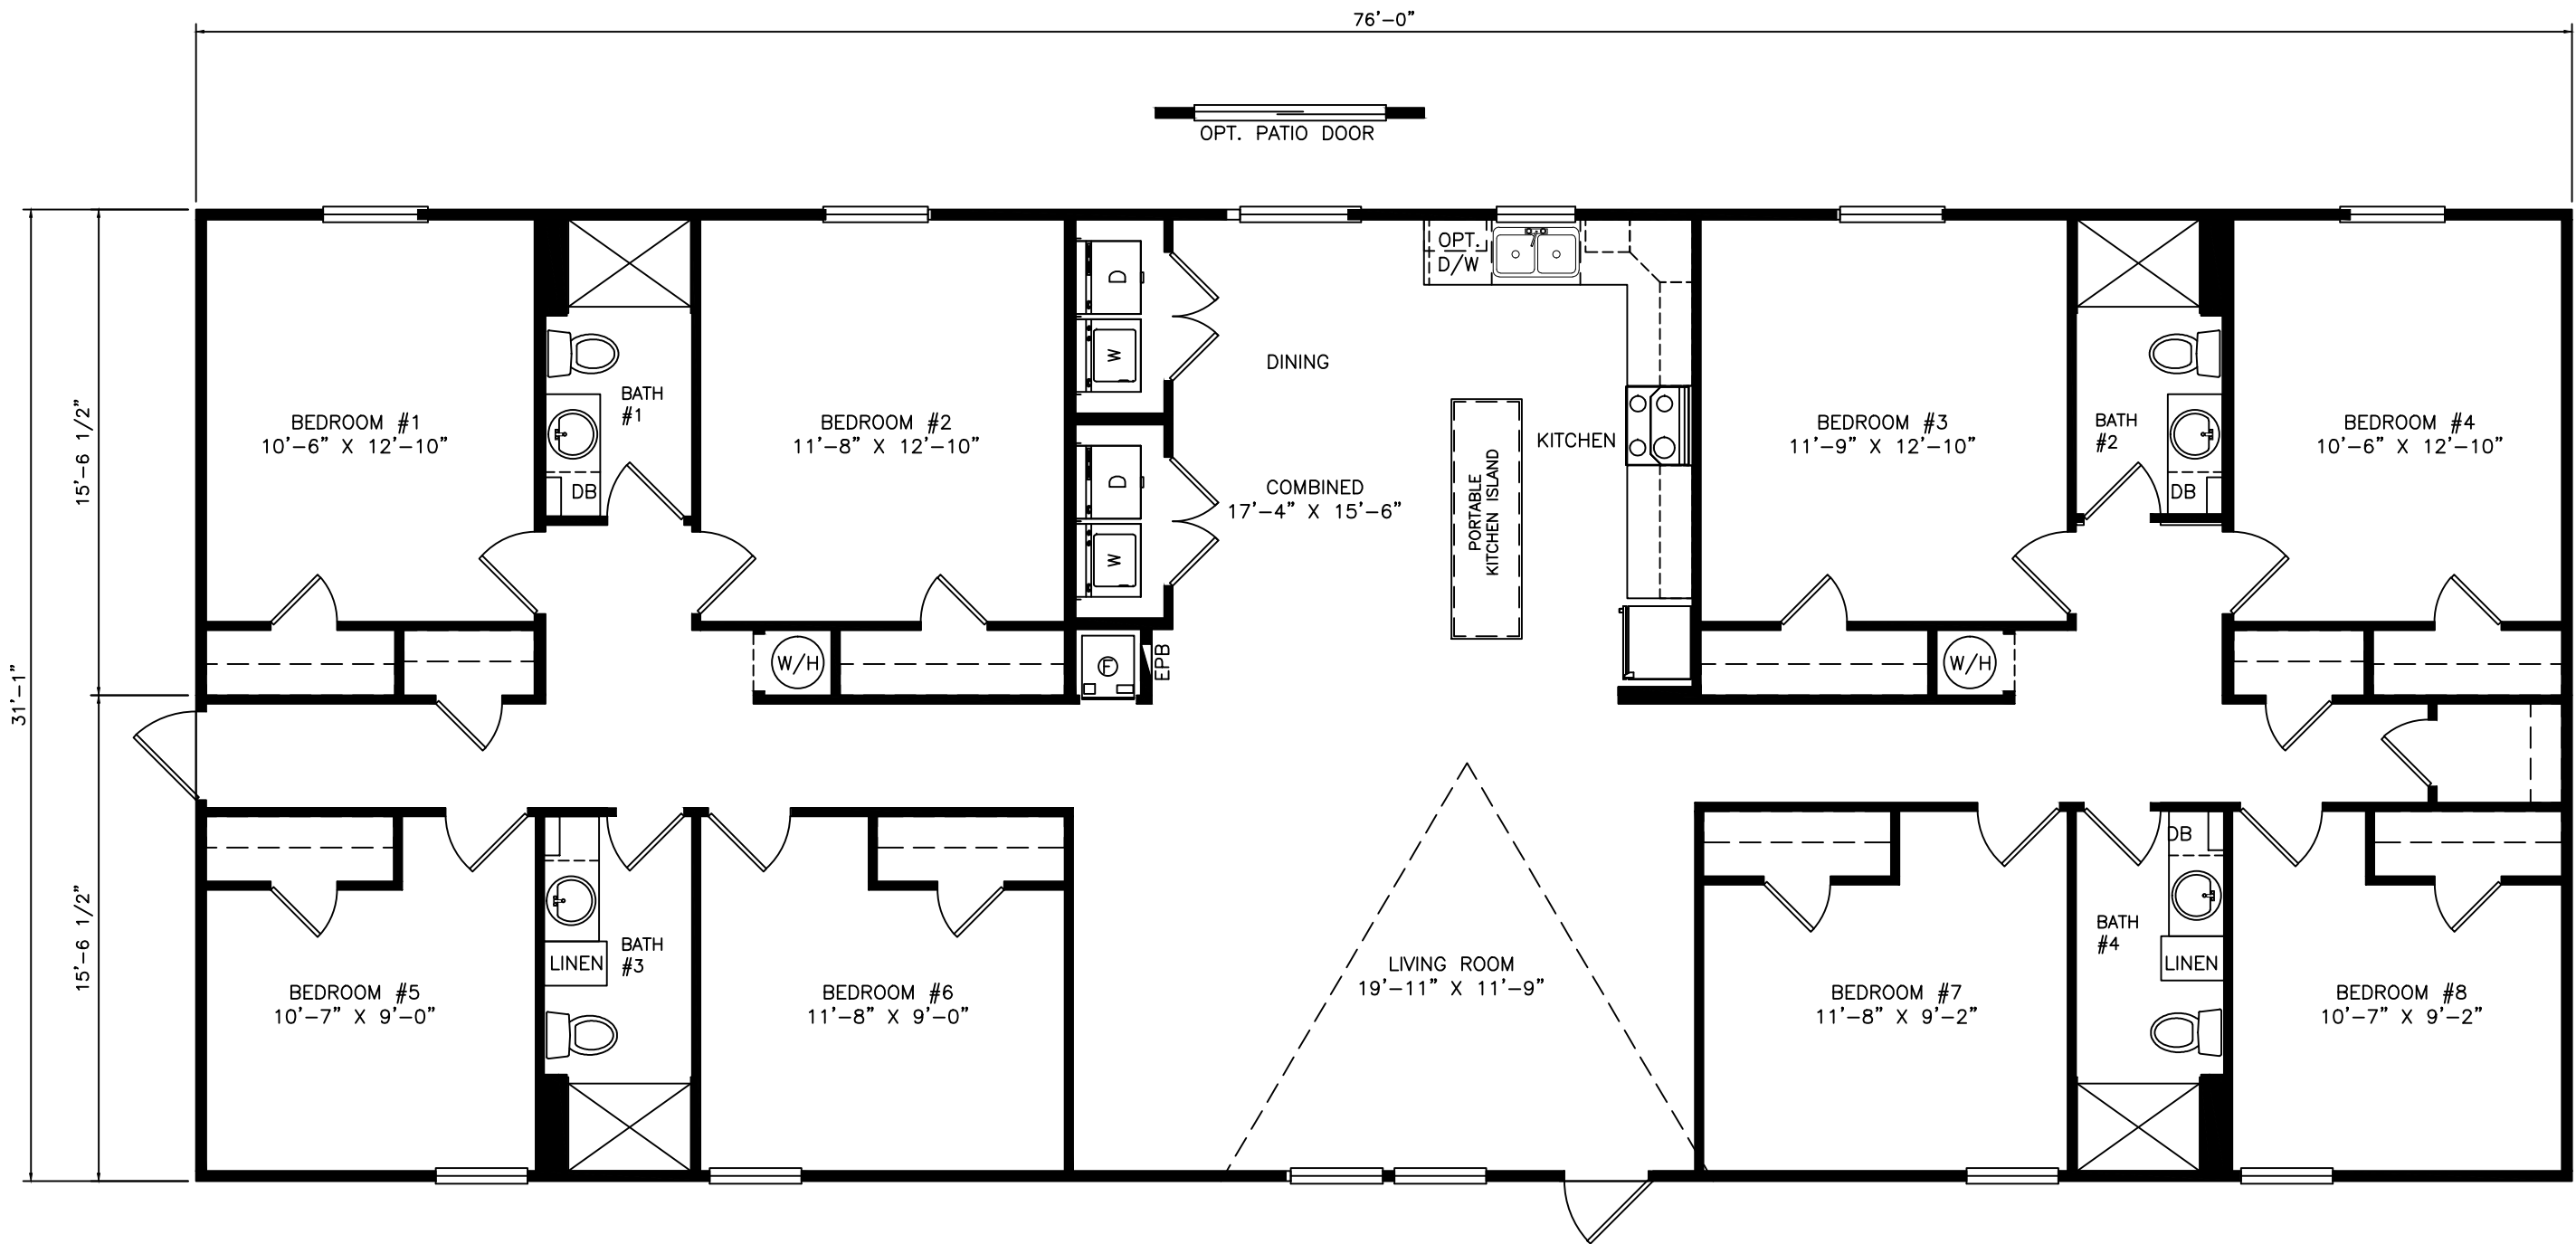 76'-0"
OPT. PATIO DOOR
31'-1"
15'-6 1/2"
15'-6 1/2"
BEDROOM #1
10'-6" X 12'-10"
BATH
#1
DB
BEDROOM #2
11'-8" X 12'-10"
D
W
D
W
DINING
COMBINED
17'-4" X 15'-6"
OPT.
D/W
KITCHEN
PORTABLE
KITCHEN ISLAND
BEDROOM #3
11'-9" X 12'-10"
BATH
#2
DB
BEDROOM #4
10'-6" X 12'-10"
W/H
F
EPB
W/H
BEDROOM #5
10'-7" X 9'-0"
LINEN
BATH
#3
BEDROOM #6
11'-8" X 9'-0"
LIVING ROOM
19'-11" X 11'-9"
BEDROOM #7
11'-8" X 9'-2"
DB
BATH
#4
LINEN
BEDROOM #8
10'-7" X 9'-2"